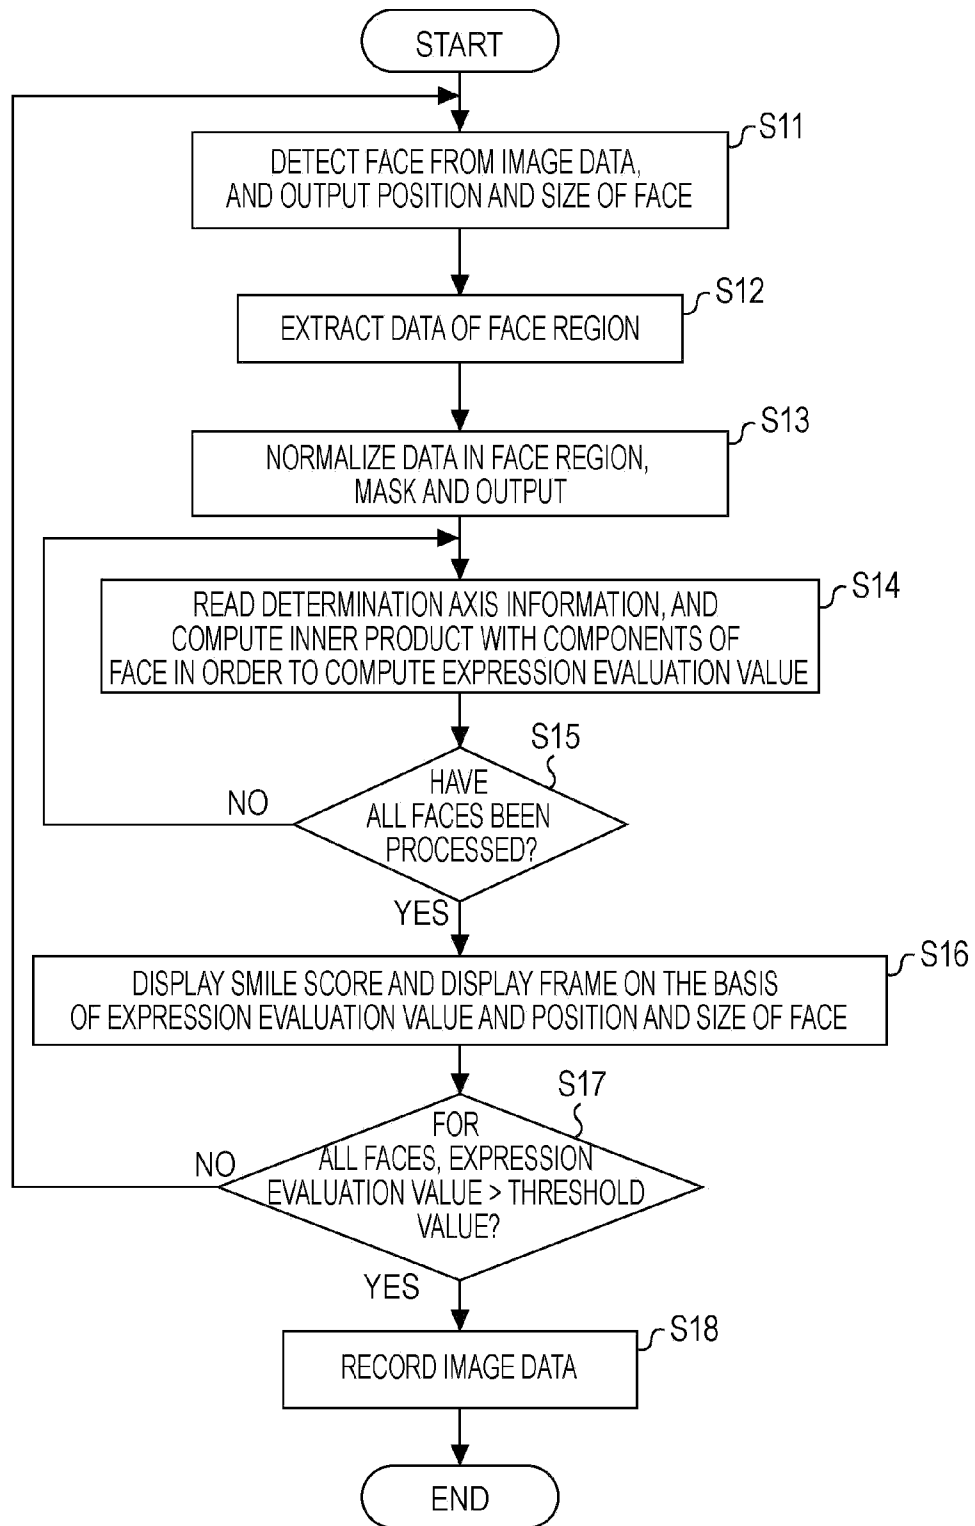 START
S11
DETECT FACE FROM IMAGE DATA,
AND OUTPUT POSITION AND SIZE OF FACE
S12
EXTRACT DATA OF FACE REGION
S13
NORMALIZE DATA IN FACE REGION,
MASK AND OUTPUT
S14
READ DETERMINATION AXIS INFORMATION, AND
COMPUTE INNER PRODUCT WITH COMPONENTS OF
FACE IN ORDER TO COMPUTE EXPRESSION EVALUATION VALUE
S15
HAVE
ALL FACES BEEN
PROCESSED?
NO
YES
S16
DISPLAY SMILE SCORE AND DISPLAY FRAME ON THE BASIS
OF EXPRESSION EVALUATION VALUE AND POSITION AND SIZE OF FACE
S17
FOR
ALL FACES, EXPRESSION
EVALUATION VALUE > THRESHOLD
VALUE?
NO
YES
S18
RECORD IMAGE DATA
END